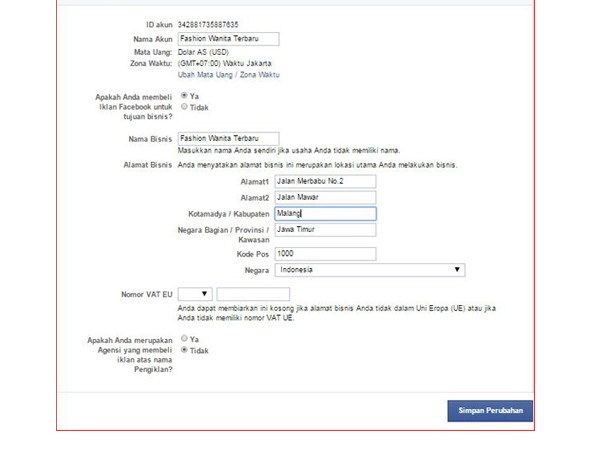 ID akun 342881735887635
Nama Akun Fashion Wanita Terbaru
Mata Uang: Dolar AS (USD)
Zona Waktu: (GMT+07:00) Waktu Jakarta
Ubah Mata Uang / Zona Waktu
Apakah Anda membeli Ya
Iklan Facebook untuk Tidak
tujuan bisnis?
Nama Bisnis Fashion Wanita Terbaru
Masukkan nama Anda sendiri jika usaha Anda tidak memiliki nama.
Alamat Bisnis Anda menyatakan alamat bisnis ini merupakan lokasi utama Anda melakukan bisnis.
Alamat1 Jalan Merbabu No.2
Alamat2 Jalan Mawar
Kotamadya / Kabupaten Malang
Negara Bagian / Provinsi / Jawa Timur
Kawasan
Kode Pos 1000
Negara Indonesia
Nomor VAT EU
Anda dapat membiarkan ini kosong jika alamat bisnis Anda tidak dalam Uni Eropa (UE) atau jika
Anda tidak memiliki nomor VAT UE.
Apakah Anda merupakan Ya
Agensi yang membeli Tidak
iklan atas nama
Pengiklan?
Simpan Perubahan